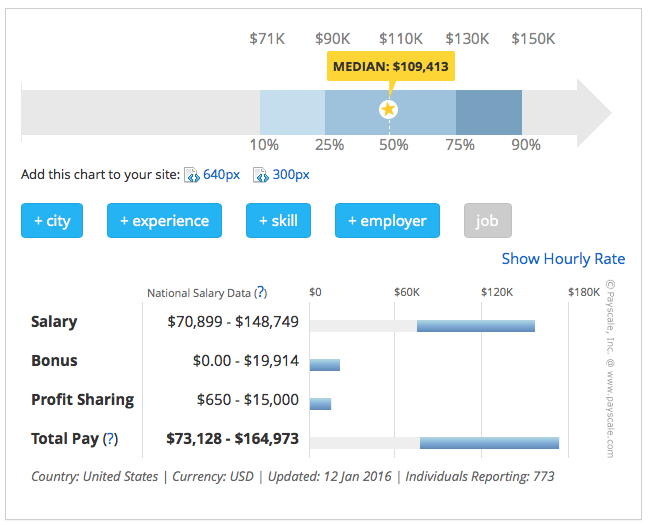 $71K $90K $110K $130K $150K
MEDIAN: $109,413
10% 25% 50% 75% 90%
Add this chart to your site: 640px 300px
+ city + experience + skill + employer job
Show Hourly Rate
National Salary Data (?) $0 $60K $120K $180K
Salary $70,899 - $148,749
Bonus $0.00 - $19,914
Profit Sharing $650 - $15,000
Total Pay (?) $73,128 - $164,973
© Payscale, Inc. @ www.payscale.com
Country: United States | Currency: USD | Updated: 12 Jan 2016 | Individuals Reporting: 773